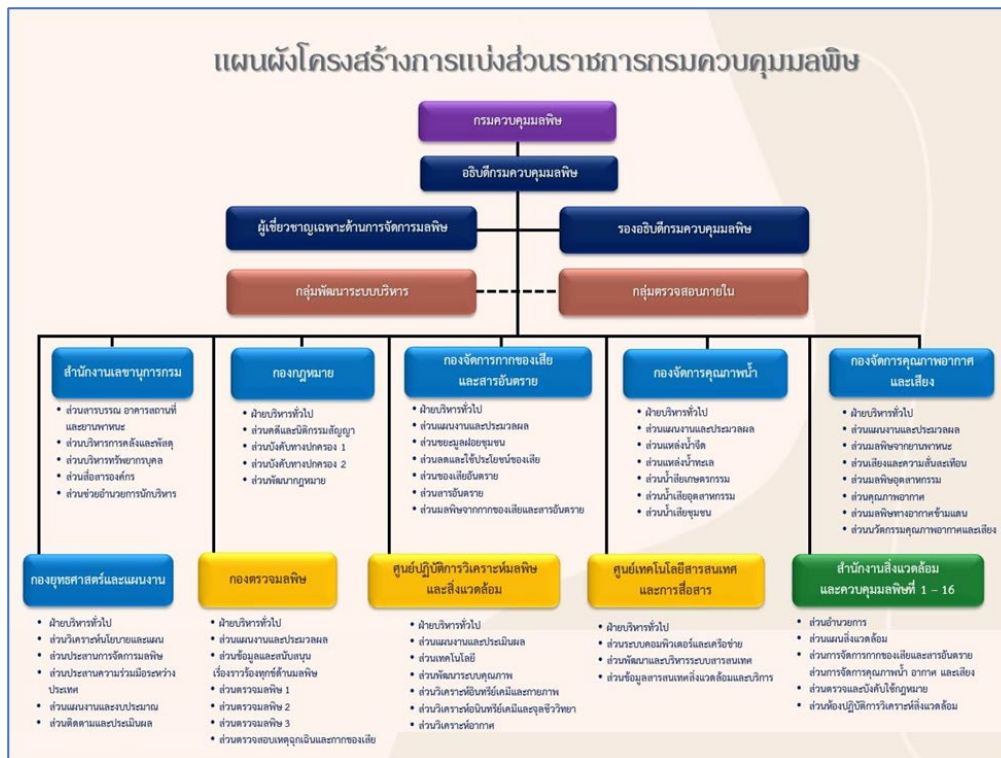 แผนผังโครงสร้างการแบ่งส่วนราชการกรมควบคุมมลพิษ
กรมควบคุมมลพิษ
อธิบดีกรมควบคุมมลพิษ
ผู้เชี่ยวชาญเฉพาะด้านการจัดการมลพิษ
รองอธิบดีกรมควบคุมมลพิษ
กลุ่มพัฒนาระบบบริหาร
กลุ่มตรวจสอบภายใน
สำนักงานเลขานุการกรม
• ส่วนสารบรรณ อาคารสถานที่
และยานพาหนะ
• ส่วนบริหารการคลังและพัสดุ
• ส่วนบริหารทรัพยากรบุคคล
• ส่วนสื่อสารองค์กร
• ส่วนช่วยอำนวยการนักบริหาร
กองกฎหมาย
• ฝ่ายบริหารทั่วไป
• ส่วนคดีและนิติกรรมสัญญา
• ส่วนบังคับทางปกครอง 1
• ส่วนบังคับทางปกครอง 2
• ส่วนพัฒนากฎหมาย
กองจัดการกากของเสีย
และสารอันตราย
• ฝ่ายบริหารทั่วไป
• ส่วนแผนงานและประมวลผล
• ส่วนขยะมูลฝอยชุมชน
• ส่วนลดและใช้ประโยชน์ของเสีย
• ส่วนของเสียอันตราย
• ส่วนสารอันตราย
• ส่วนมลพิษจากกากของเสียและสารอันตราย
กองจัดการคุณภาพน้ำ
• ฝ่ายบริหารทั่วไป
• ส่วนแผนงานและประมวลผล
• ส่วนแหล่งน้ำจืด
• ส่วนแหล่งน้ำทะเล
• ส่วนน้ำเสียเกษตรกรรม
• ส่วนน้ำเสียอุตสาหกรรม
• ส่วนน้ำเสียชุมชน
กองจัดการคุณภาพอากาศ
และเสียง
• ฝ่ายบริหารทั่วไป
• ส่วนแผนงานและประมวลผล
• ส่วนมลพิษจากยานพาหนะ
• ส่วนเสียงและความสั่นสะเทือน
• ส่วนมลพิษอุตสาหกรรม
• ส่วนคุณภาพอากาศ
• ส่วนมลพิษทางอากาศข้ามแดน
• ส่วนนวัตกรรมคุณภาพอากาศและเสียง
กองยุทธศาสตร์และแผนงาน
• ฝ่ายบริหารทั่วไป
• ส่วนวิเคราะห์นโยบายและแผน
• ส่วนประสานการจัดการมลพิษ
• ส่วนประสานความร่วมมือระหว่าง
ประเทศ
• ส่วนแผนงานและงบประมาณ
• ส่วนติดตามและประเมินผล
กองตรวจมลพิษ
• ฝ่ายบริหารทั่วไป
• ส่วนแผนงานและประมวลผล
• ส่วนข้อมูลและสนับสนุน
เรื่องราวร้องทุกข์ด้านมลพิษ
• ส่วนตรวจมลพิษ 1
• ส่วนตรวจมลพิษ 2
• ส่วนตรวจมลพิษ 3
• ส่วนตรวจสอบเหตุฉุกเฉินและกากของเสีย
ศูนย์ปฏิบัติการวิเคราะห์มลพิษ
และสิ่งแวดล้อม
• ฝ่ายบริหารทั่วไป
• ส่วนแผนงานและประเมินผล
• ส่วนเทคโนโลยี
• ส่วนพัฒนาระบบคุณภาพ
• ส่วนวิเคราะห์อินทรีย์เคมีและกายภาพ
• ส่วนวิเคราะห์อนินทรีย์เคมีและจุลชีววิทยา
• ส่วนวิเคราะห์อากาศ
ศูนย์เทคโนโลยีสารสนเทศ
และการสื่อสาร
• ฝ่ายบริหารทั่วไป
• ส่วนระบบคอมพิวเตอร์และเครือข่าย
• ส่วนพัฒนาและบริหารระบบสารสนเทศ
• ส่วนข้อมูลสารสนเทศสิ่งแวดล้อมและบริการ
สำนักงานสิ่งแวดล้อม
และควบคุมมลพิษที่ 1 – 16
• ส่วนอำนวยการ
• ส่วนแผนสิ่งแวดล้อม
ส่วนการจัดการกากของเสียและสารอันตราย
ส่วนการจัดการคุณภาพน้ำ อากาศ และเสียง
• ส่วนตรวจและบังคับใช้กฎหมาย
• ส่วนห้องปฏิบัติการวิเคราะห์สิ่งแวดล้อม